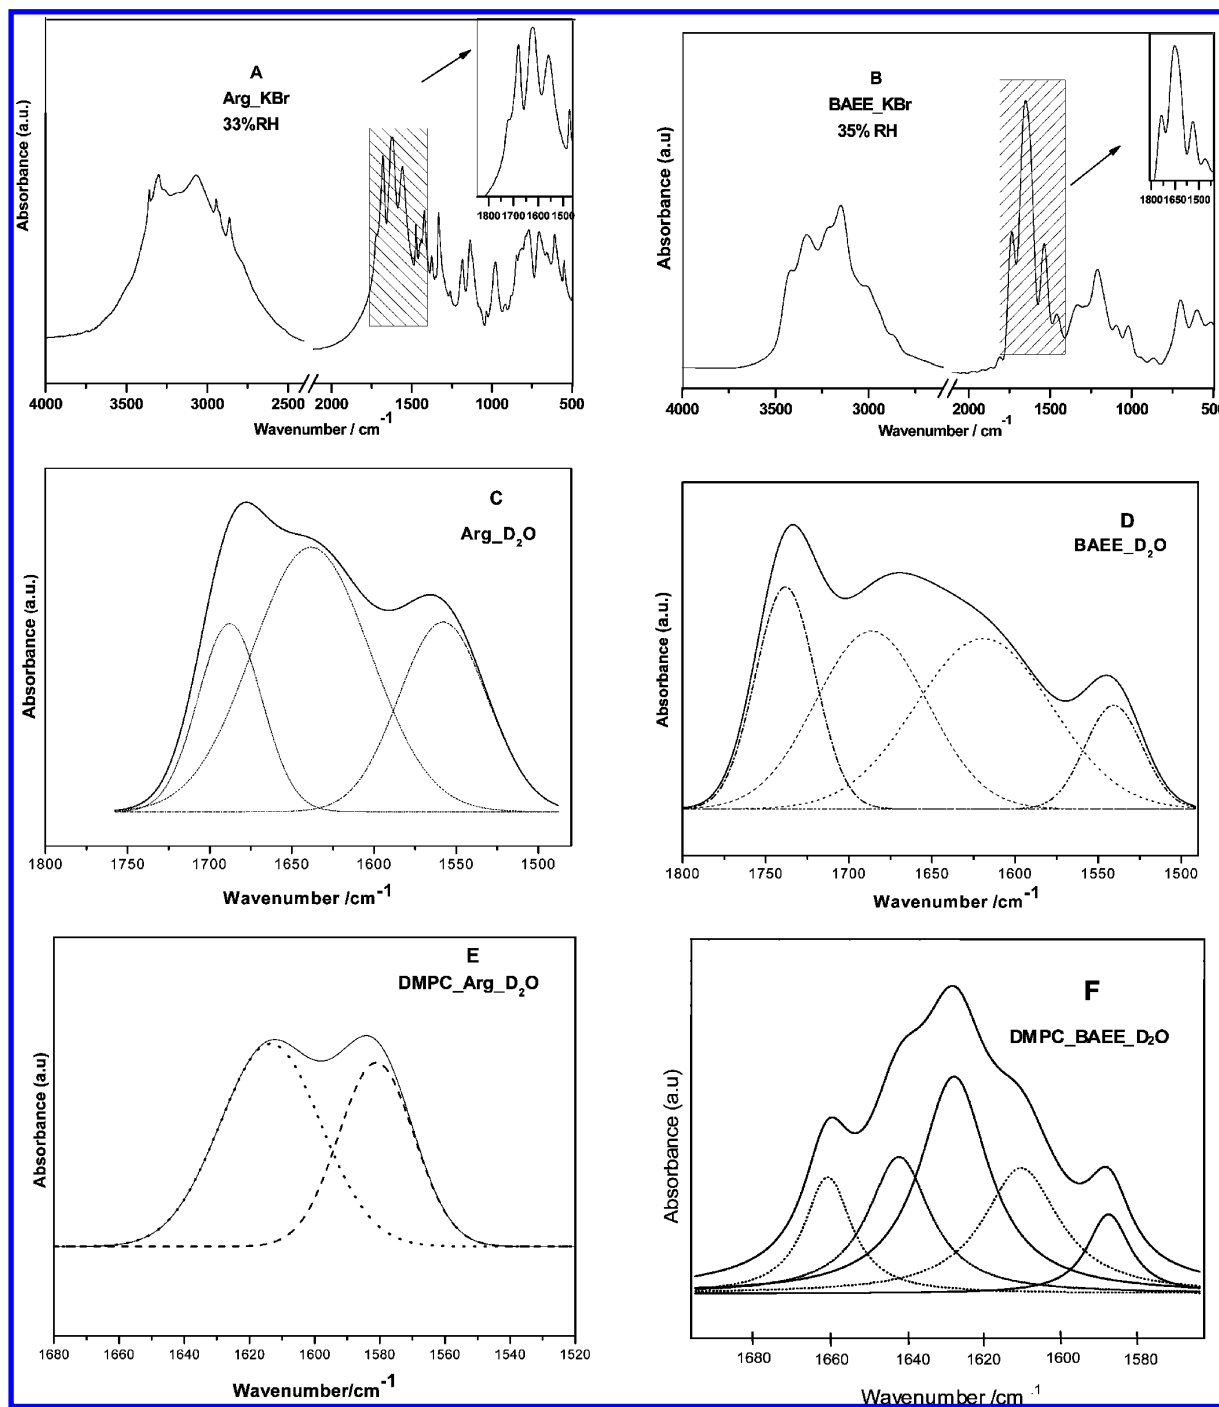 A
Arg_KBr
33%RH
Absorbance (a.u.)
1800 1700 1600 1500
4000 3500 3000 2500 2000 1500 1000 500
Wavenumber / cm-1
B
BAEE_KBr
35% RH
Absorbance (a.u)
1800 1650 1500
4000 3500 3000 2000 1500 1000 500
Wavenumber / cm-1
C
Arg_D2O
Absorbance (a.u.)
1800 1750 1700 1650 1600 1550 1500
Wavenumber /cm-1
D
BAEE_D2O
Absorbance (a.u.)
1800 1750 1700 1650 1600 1550 1500
Wavenumber /cm-1
E
DMPC_Arg_D2O
Absorbance (a.u)
1680 1660 1640 1620 1600 1580 1560 1540 1520
Wavenumber/cm-1
F
DMPC_BAEE_D2O
Absorbance (a.u)
1680 1660 1640 1620 1600 1580
Wavenumber /cm-1